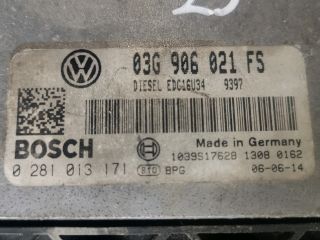 25
03G 906 021 FS
DIESEL EDC16U34 9397
BOSCH
Made in Germany
1039S17628 1308 0162
0 281 013 171 BPG 06-06-14